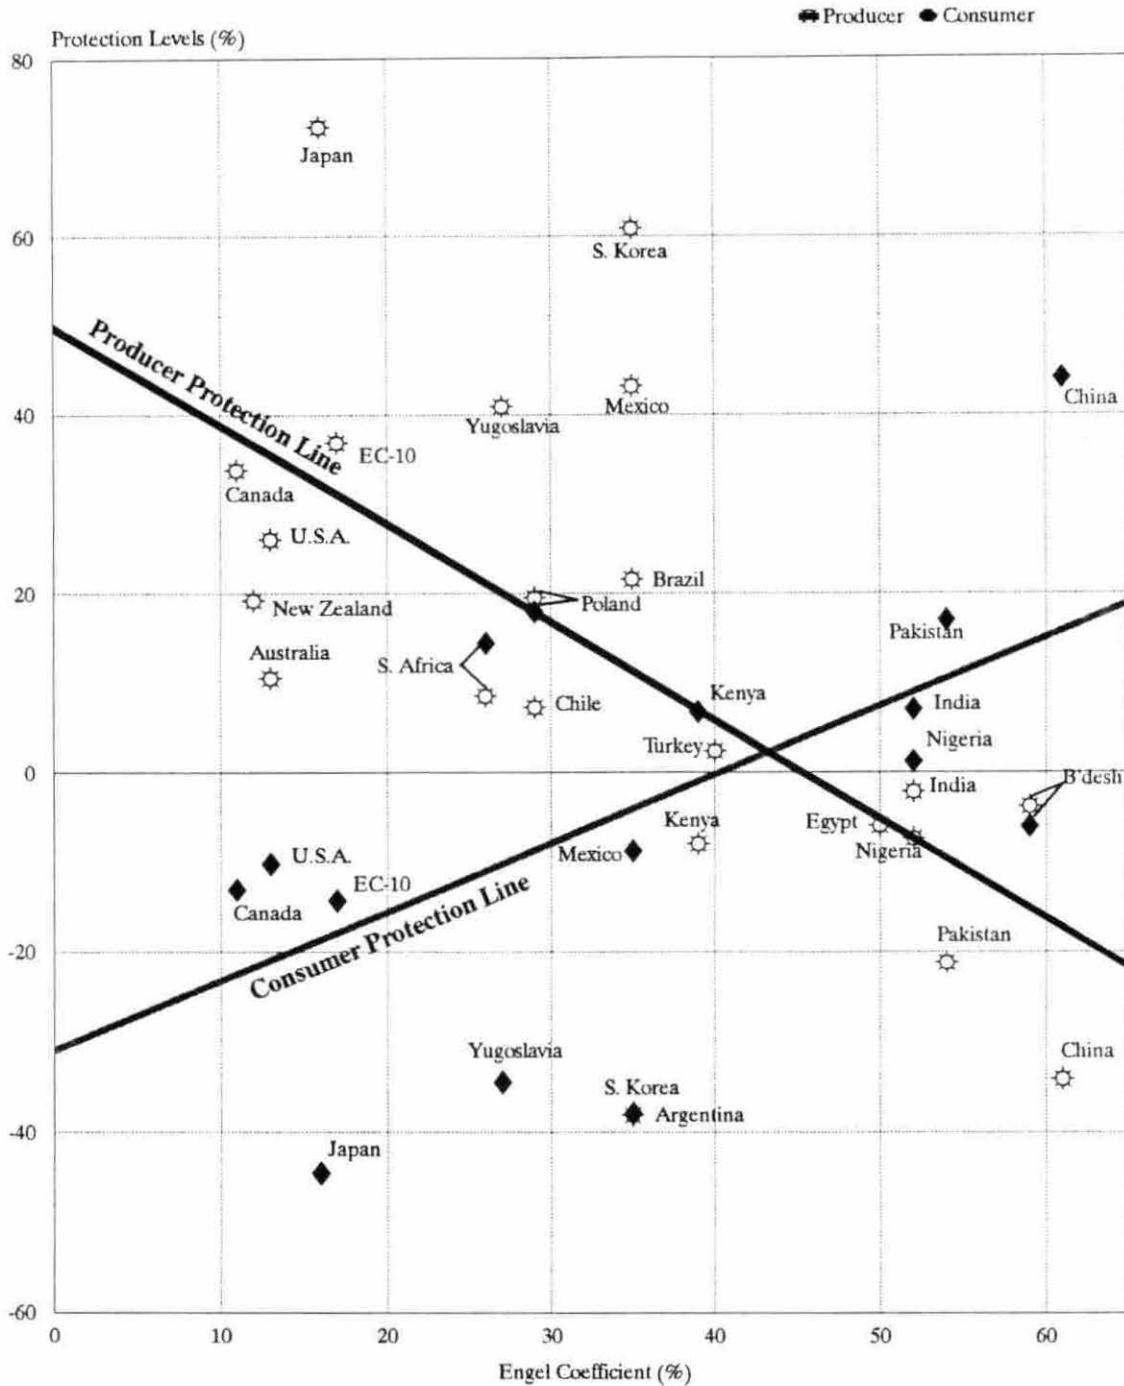 Producer Consumer
Protection Levels (%)
80
Japan
60
S. Korea
Producer Protection Line
China
40
Mexico
Yugoslavia
EC-10
Canada
U.S.A.
Brazil
20
Poland
New Zealand
Pakistan
Australia
S. Africa
Kenya
Chile
India
Nigeria
Turkey
0
B'desh
India
Kenya
Egypt
Nigeria
Mexico
U.S.A.
EC-10
Canada
Consumer Protection Line
Pakistan
-20
Yugoslavia
China
S. Korea
Argentina
-40
Japan
-60
0 10 20 30 40 50 60
Engel Coefficient (%)